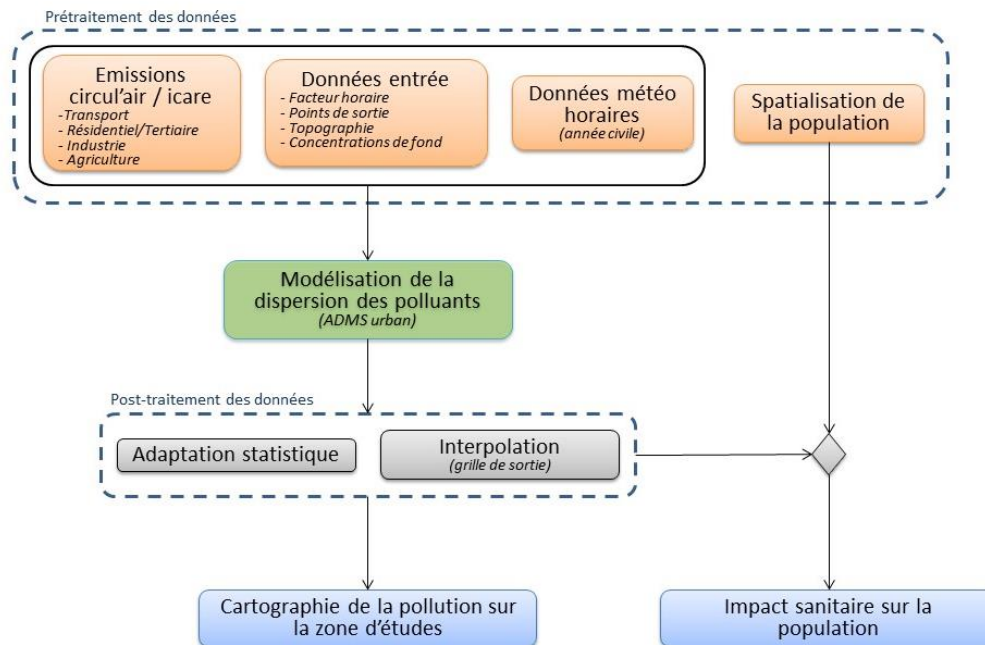 Prétraitement des données
Emissions
circul'air / icare
-Transport
- Résidentiel/Tertiaire
- Industrie
- Agriculture
Données entrée
- Facteur horaire
- Points de sortie
- Topographie
- Concentrations de fond
Données météo
horaires
(année civile)
Spatialisation de
la population
Modélisation de la
dispersion des polluants
(ADMS urban)
Post-traitement des données
Adaptation statistique
Interpolation
(grille de sortie)
Cartographie de la pollution sur
la zone d'études
Impact sanitaire sur la
population